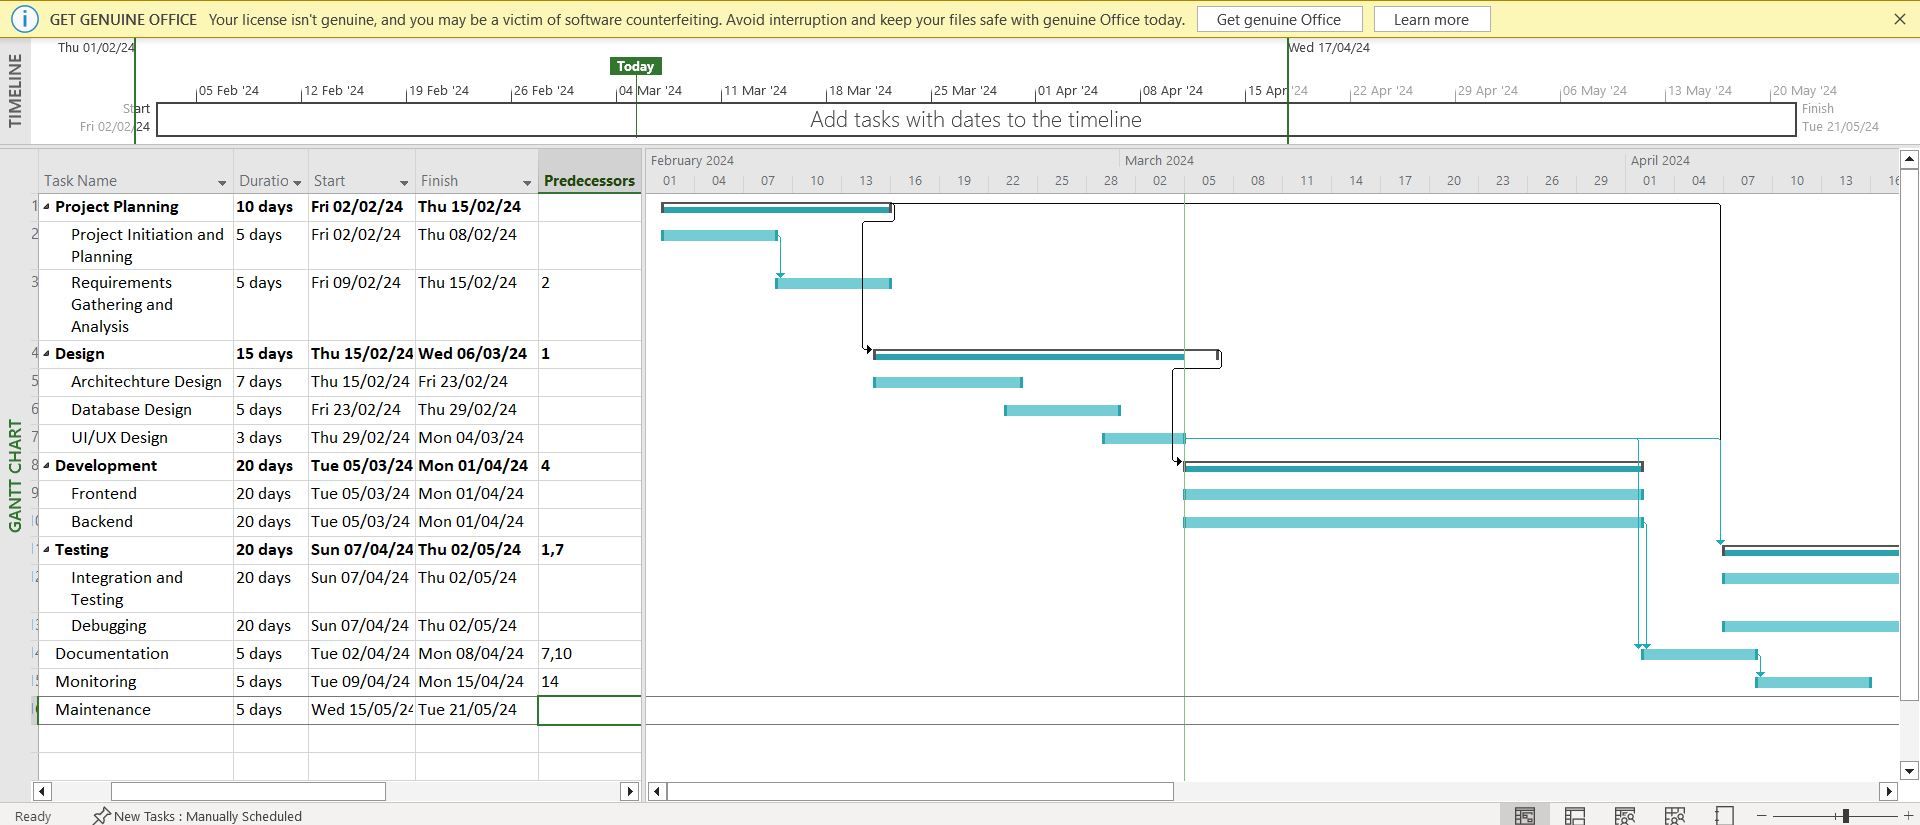 GET GENUINE OFFICE Your license isn't genuine, and you may be a victim of software counterfeiting. Avoid interruption and keep your files safe with genuine Office today. Get genuine Office Learn more
TIMELINE
Thu 01/02/24 Wed 17/04/24
Today
05 Feb '24 12 Feb '24 19 Feb '24 26 Feb '24 04 Mar '24 11 Mar '24 18 Mar '24 25 Mar '24 01 Apr '24 08 Apr '24 15 Apr '24 22 Apr '24 29 Apr '24 06 May '24 13 May '24 20 May '24
Start
Fri 02/02/24
Add tasks with dates to the timeline
Finish
Tue 21/05/24
GANTT CHART
Task Name Duratio Start Finish Predecessors
February 2024 March 2024 April 2024
01 04 07 10 13 16 19 22 25 28 02 05 08 11 14 17 20 23 26 29 01 04 07 10 13 16
1 Project Planning 10 days Fri 02/02/24 Thu 15/02/24
2 Project Initiation and 5 days Fri 02/02/24 Thu 08/02/24
Planning
3 Requirements 5 days Fri 09/02/24 Thu 15/02/24 2
Gathering and
Analysis
4 Design 15 days Thu 15/02/24 Wed 06/03/24 1
5 Architechture Design 7 days Thu 15/02/24 Fri 23/02/24
6 Database Design 5 days Fri 23/02/24 Thu 29/02/24
7 UI/UX Design 3 days Thu 29/02/24 Mon 04/03/24
8 Development 20 days Tue 05/03/24 Mon 01/04/24 4
9 Frontend 20 days Tue 05/03/24 Mon 01/04/24
Backend 20 days Tue 05/03/24 Mon 01/04/24
Testing 20 days Sun 07/04/24 Thu 02/05/24 1,7
Integration and 20 days Sun 07/04/24 Thu 02/05/24
Testing
Debugging 20 days Sun 07/04/24 Thu 02/05/24
Documentation 5 days Tue 02/04/24 Mon 08/04/24 7,10
Monitoring 5 days Tue 09/04/24 Mon 15/04/24 14
Maintenance 5 days Wed 15/05/24 Tue 21/05/24
Ready New Tasks : Manually Scheduled